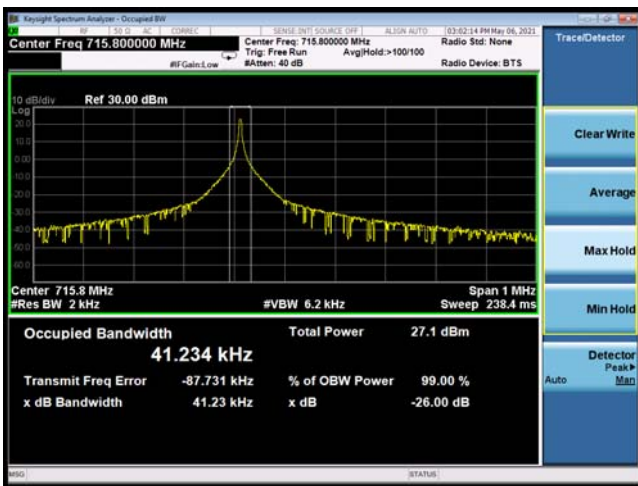 Keysight Spectrum Analyzer - Occupied BW
RF 50 Ω AC CORREC SENSE:INT SOURCE OFF ALIGN AUTO 03:02:14 PM May 06, 2021
Center Freq 715.800000 MHz Center Freq: 715.800000 MHz Radio Std: None
Trig: Free Run Avg|Hold:>100/100
#IFGain:Low #Atten: 40 dB Radio Device: BTS
Trace/Detector
10 dB/div Ref 30.00 dBm
Log
20.0
10.0
0.00
10.0
20.0
30.0
40.0
50.0
60.0
Center 715.8 MHz Span 1 MHz
#Res BW 2 kHz #VBW 6.2 kHz Sweep 238.4 ms
Occupied Bandwidth Total Power 27.1 dBm
41.234 kHz
Transmit Freq Error -87.731 kHz % of OBW Power 99.00 %
x dB Bandwidth 41.23 kHz x dB -26.00 dB
Clear Write
Average
Max Hold
Min Hold
Detector
Peak▶
Auto Man
MSG STATUS